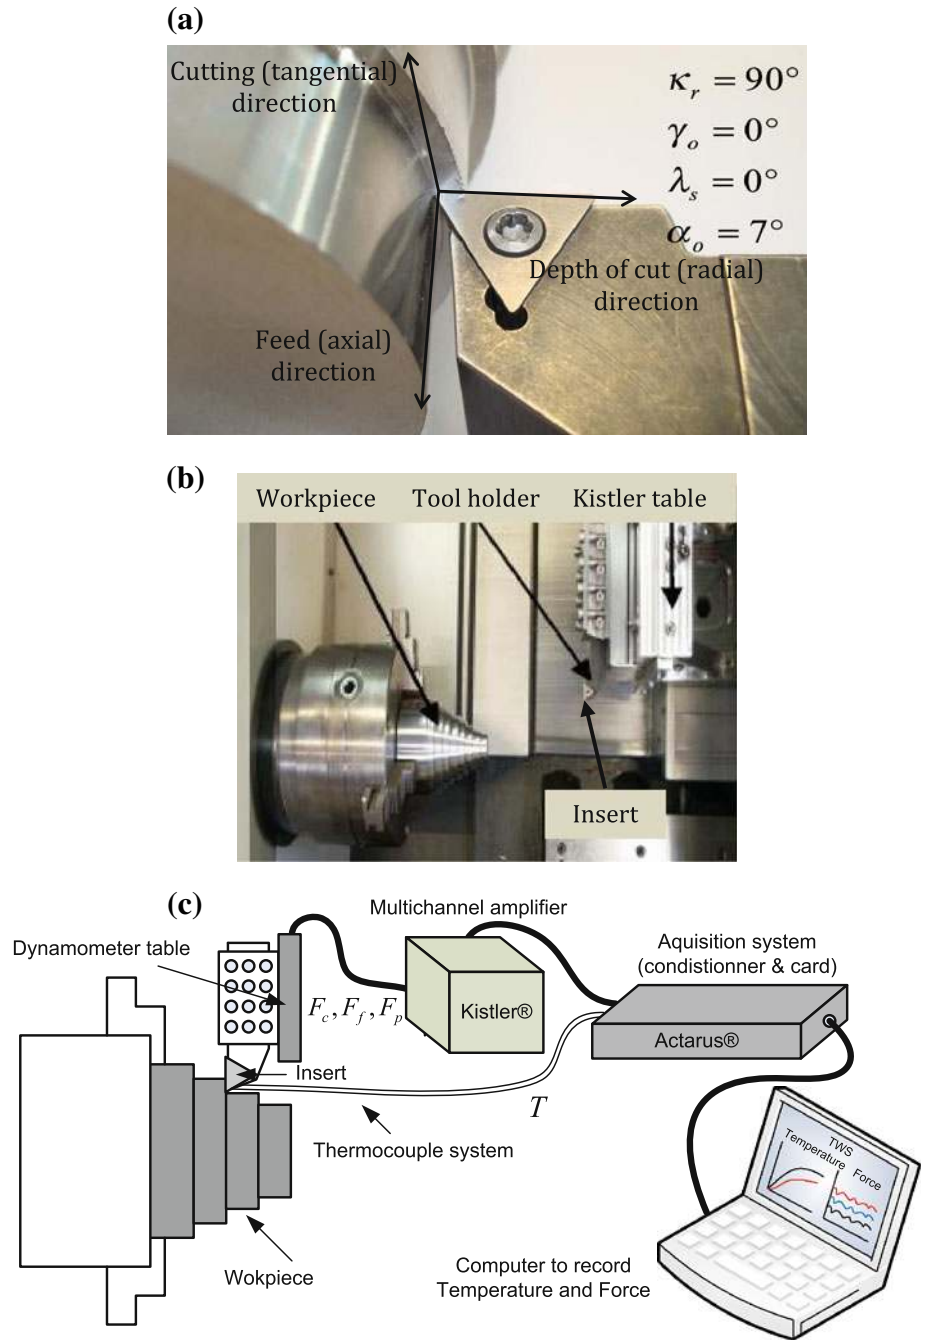 (a)
Cutting (tangential)
direction
κr = 90°
γo = 0°
λs = 0°
αo = 7°
Depth of cut (radial)
direction
Feed (axial)
direction
(b)
Workpiece Tool holder Kistler table
Insert
(c)
Multichannel amplifier
Dynamometer table
Aquisition system
(condistionner & card)
Fc, Ff, Fp
Kistler®
Actarus®
Insert
T
Thermocouple system
TWS
Temperature Force
Wokpiece
Computer to record
Temperature and Force